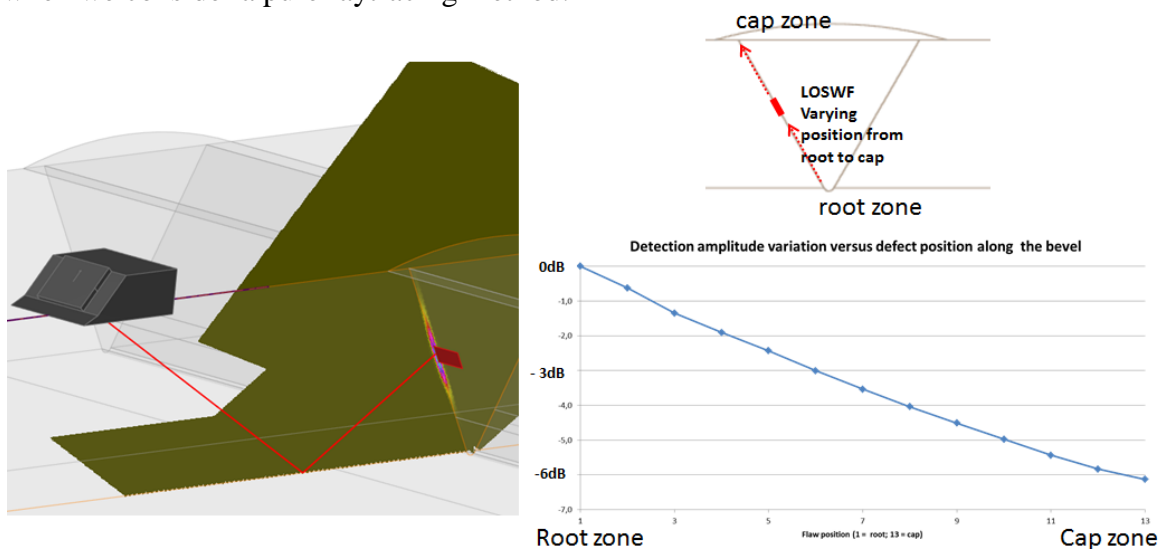 cap zone
LOSWF
Varying
position from
root to cap
root zone
Detection amplitude variation versus defect position along the bevel
0dB
-1,0
-2,0
- 3dB
-4,0
-5,0
-6dB
-7,0
1 3 5 7 9 11 13
Root zone
Flaw position (1 = root; 13 = cap)
Cap zone